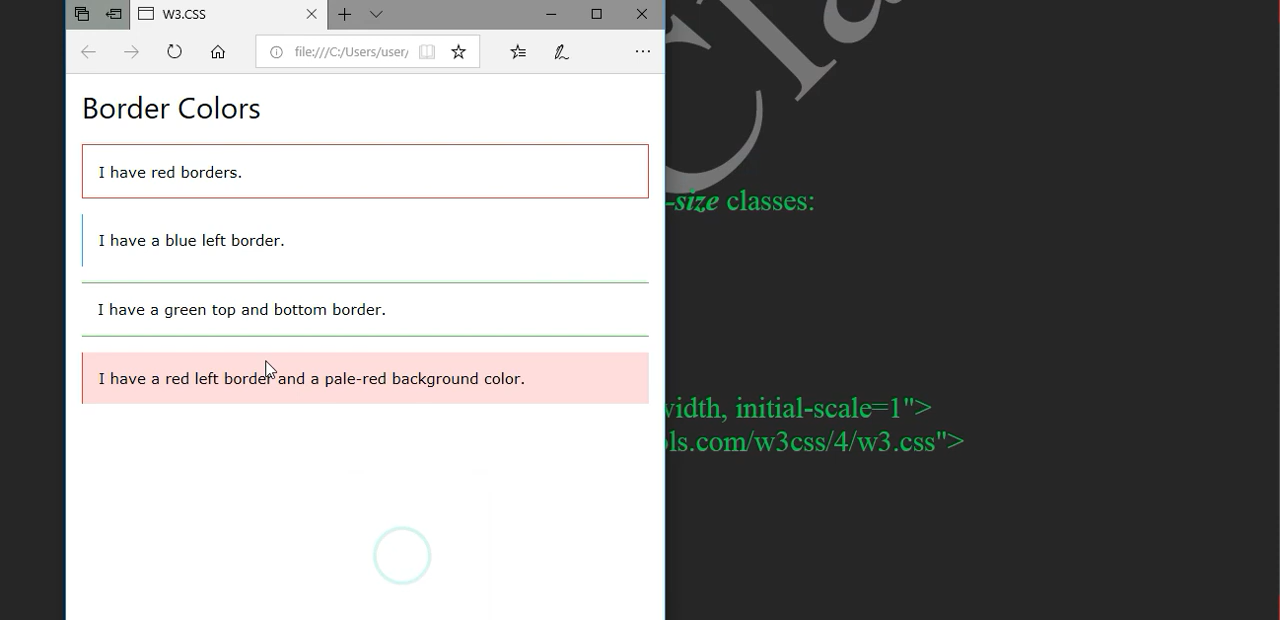 W3.CSS
file:///C:/Users/user/
Border Colors
I have red borders.
I have a blue left border.
I have a green top and bottom border.
I have a red left border and a pale-red background color.
Cla
-size classes:
width, initial-scale=1">
ols.com/w3css/4/w3.css">